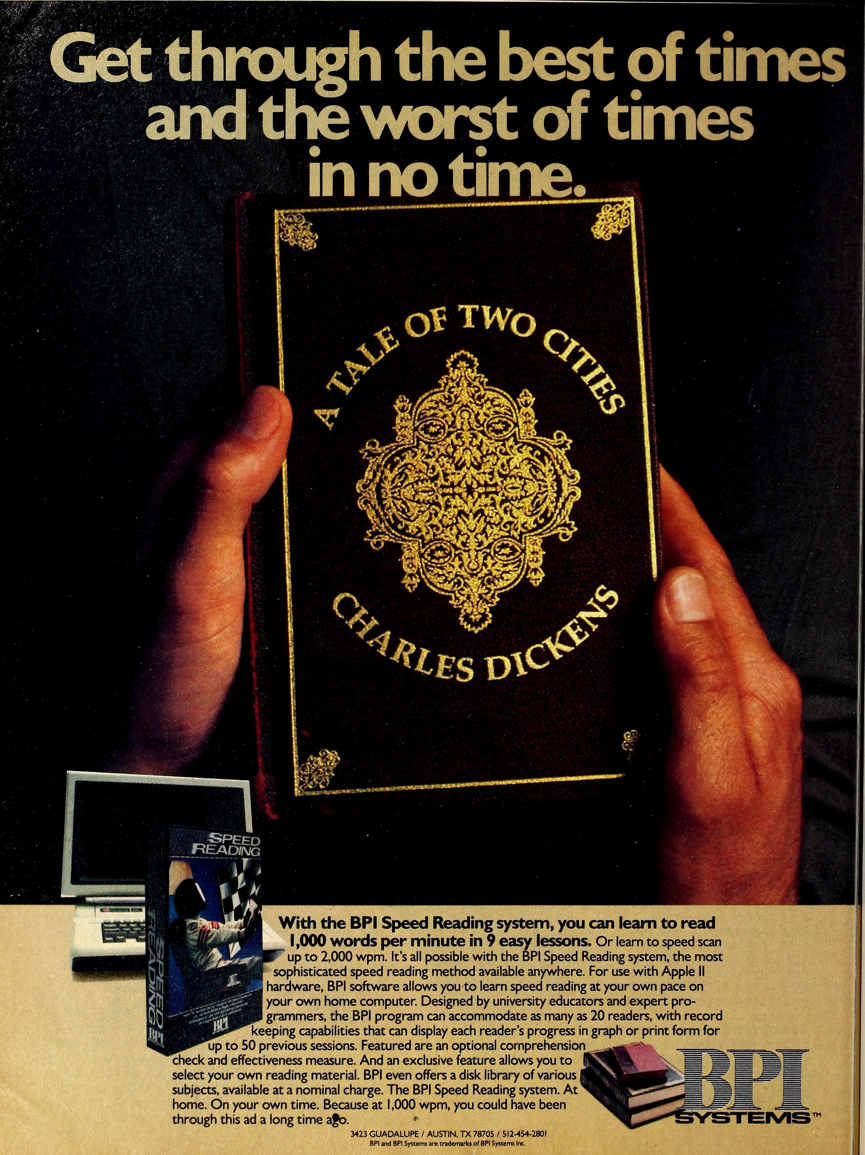 Get through the best of times
and the worst of times
in no time.
A TALE OF TWO CITIES
CHARLES DICKENS
SPEED
READING
SPEED
READING
BPI
BPI
With the BPI Speed Reading system, you can learn to read
1,000 words per minute in 9 easy lessons. Or learn to speed scan
up to 2,000 wpm. It's all possible with the BPI Speed Reading system, the most
sophisticated speed reading method available anywhere. For use with Apple II
hardware, BPI software allows you to learn speed reading at your own pace on
your own home computer. Designed by university educators and expert pro-
grammers, the BPI program can accommodate as many as 20 readers, with record
keeping capabilities that can display each reader's progress in graph or print form for
up to 50 previous sessions. Featured are an optional comprehension
check and effectiveness measure. And an exclusive feature allows you to
select your own reading material. BPI even offers a disk library of various
subjects, available at a nominal charge. The BPI Speed Reading system. At
home. On your own time. Because at 1,000 wpm, you could have been
through this ad a long time ago.
BPI
SYSTEMS™
3423 GUADALUPE / AUSTIN, TX 78705 / 512-454-2801
BPI and BPI Systems are trademarks of BPI Systems Inc.